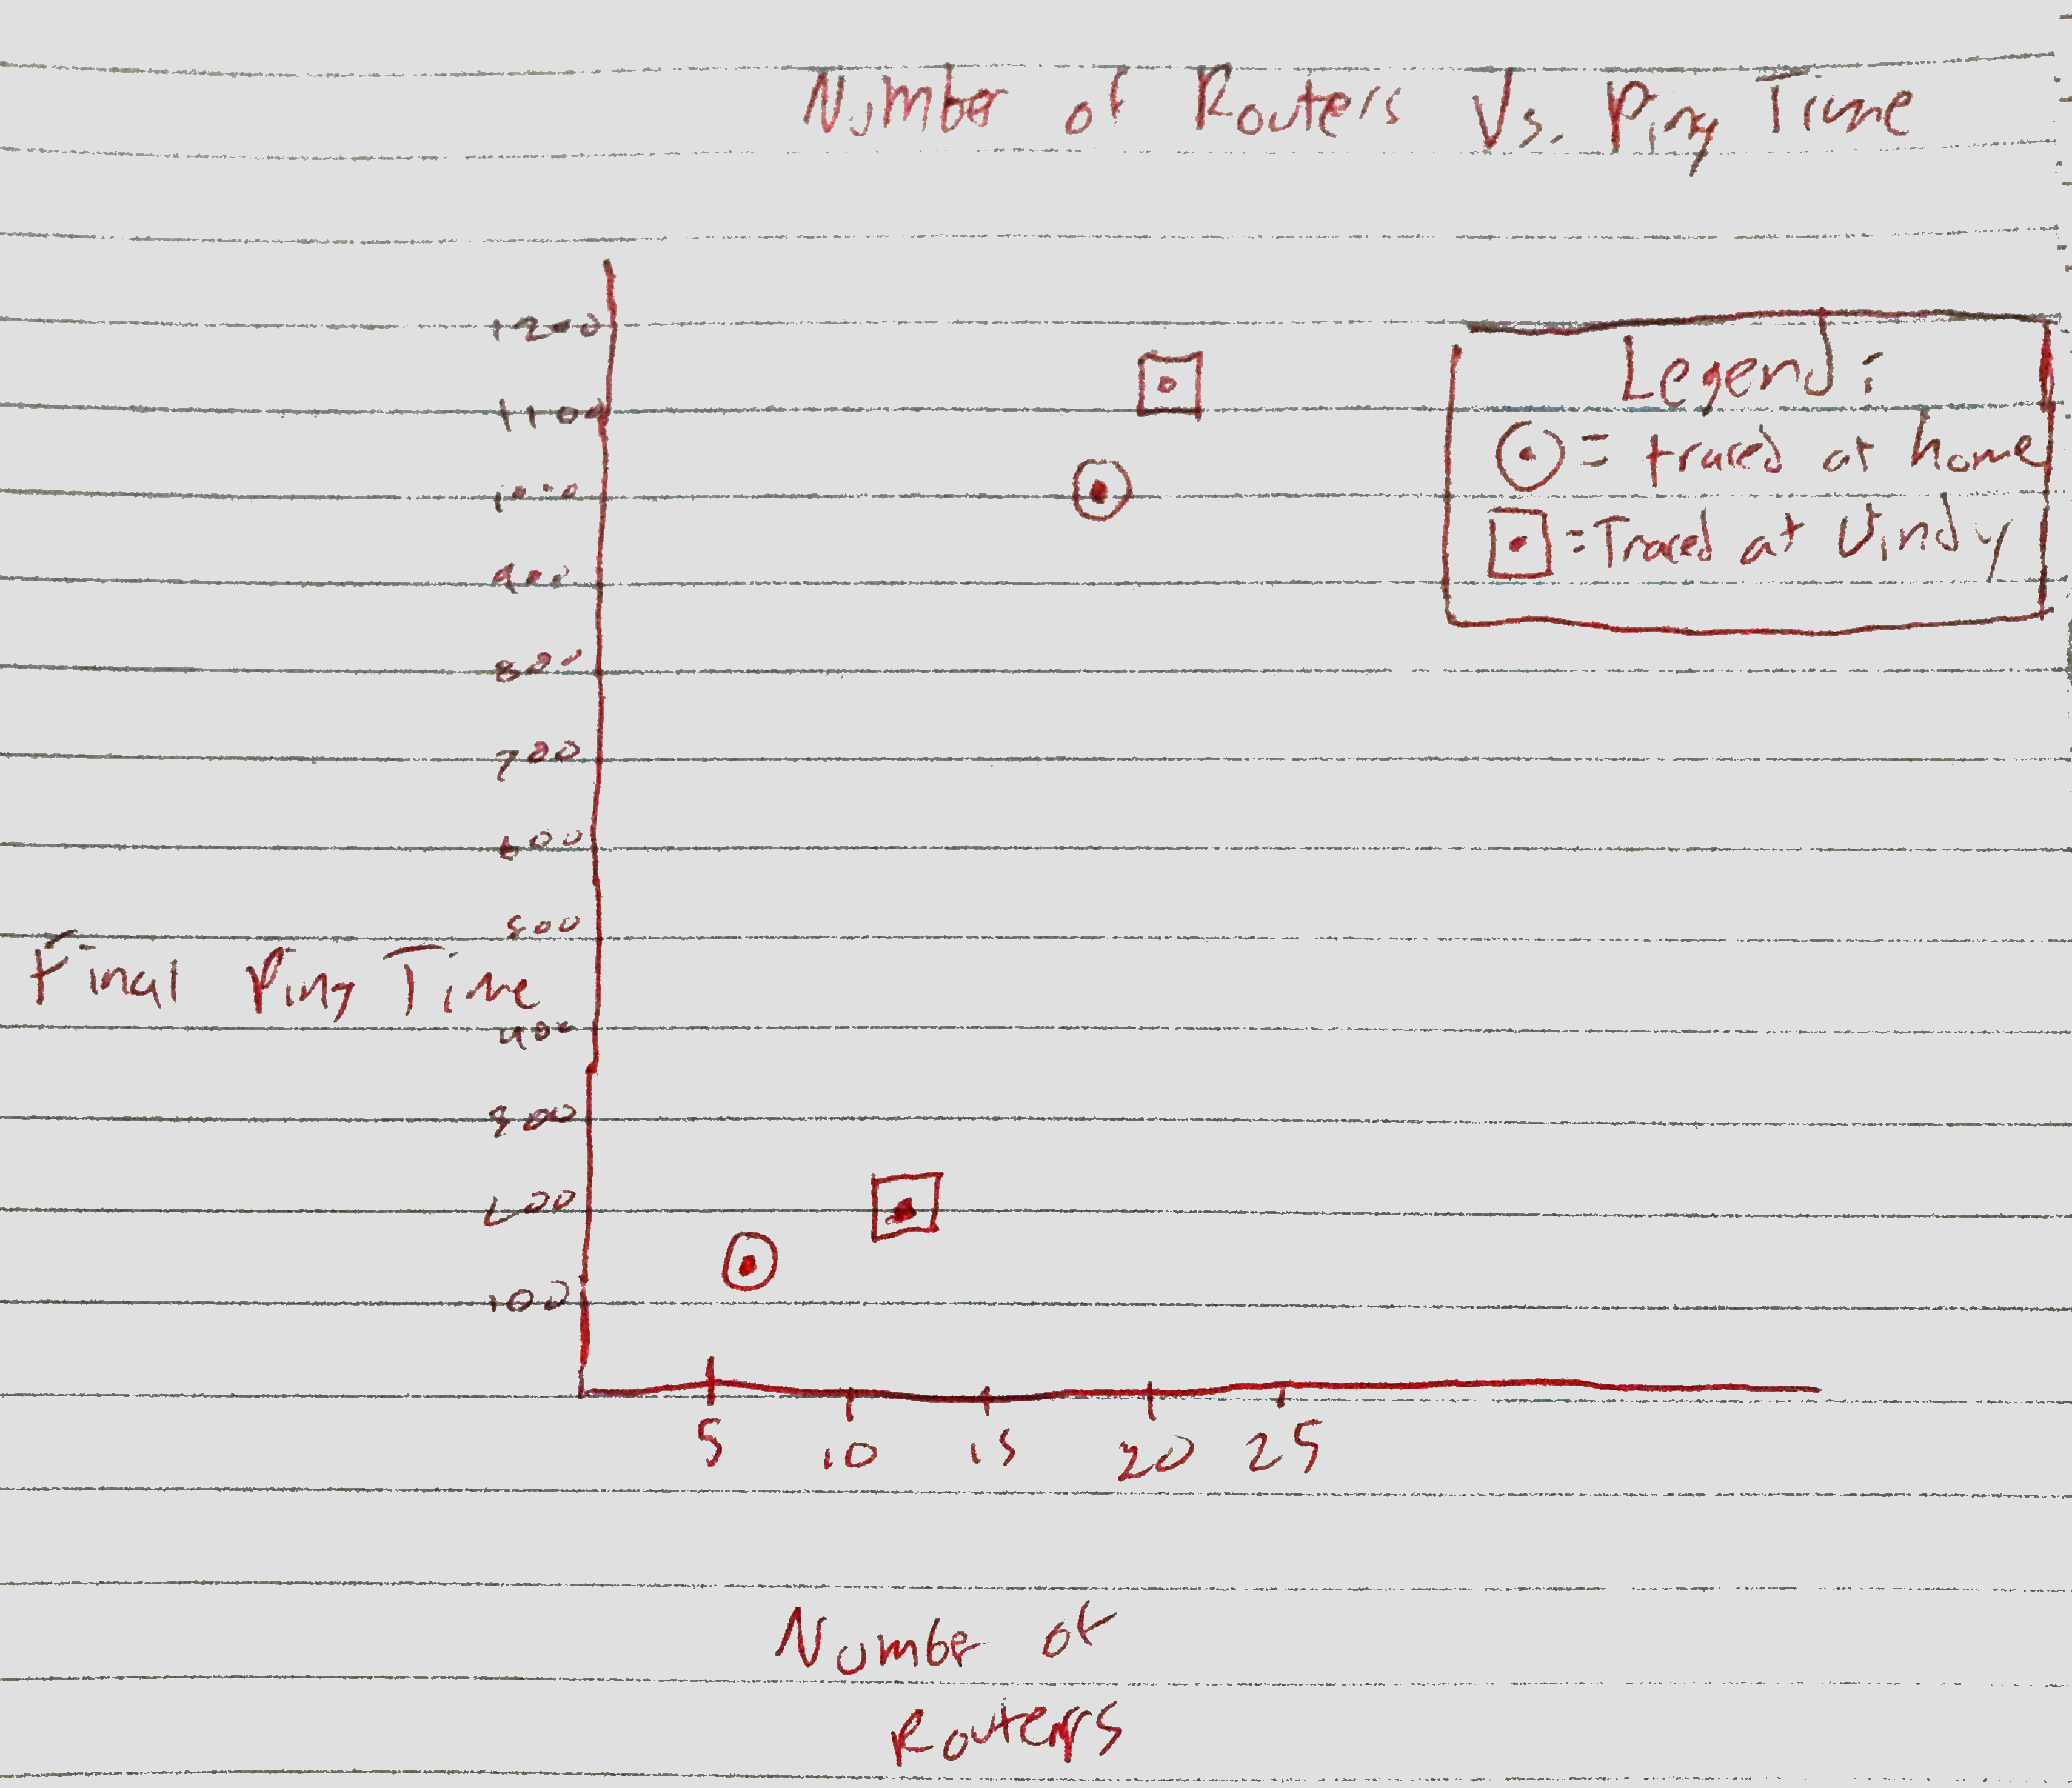 Number of Routers Vs. Ping Time
1200
1100
1000
900
800
700
600
500
400
300
200
100
Final Ping Time
Legend:
= traced at home
= Traced at Uindy
5 10 15 20 25
Number of
Routers